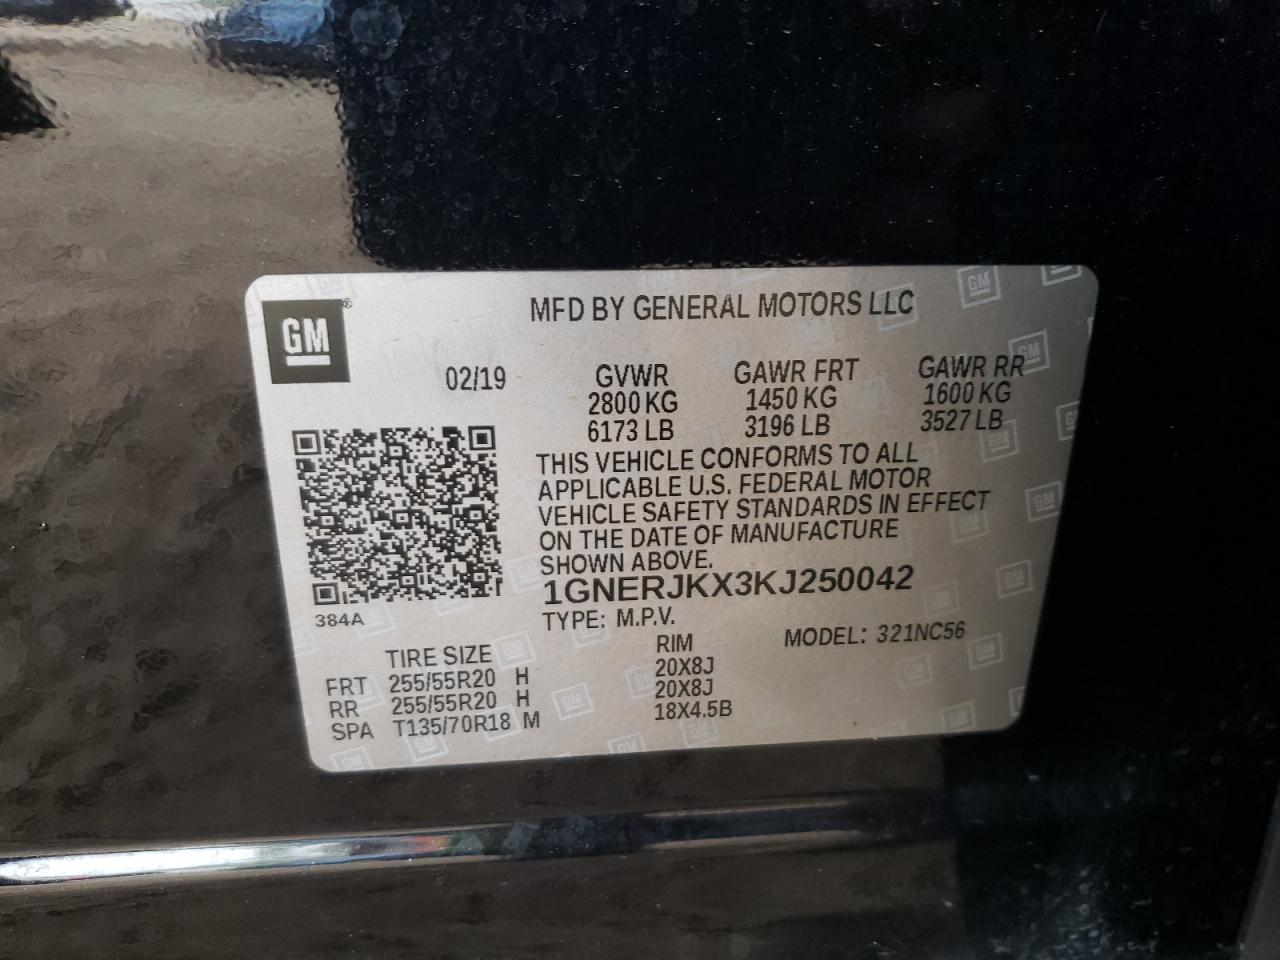 GM ®
MFD BY GENERAL MOTORS LLC
02/19 GVWR GAWR FRT GAWR RR
2800 KG 1450 KG 1600 KG
6173 LB 3196 LB 3527 LB
THIS VEHICLE CONFORMS TO ALL
APPLICABLE U.S. FEDERAL MOTOR
VEHICLE SAFETY STANDARDS IN EFFECT
ON THE DATE OF MANUFACTURE
SHOWN ABOVE.
1GNERJKX3KJ250042
384A
TYPE: M.P.V. MODEL: 321NC56
TIRE SIZE RIM
FRT 255/55R20 H 20X8J
RR 255/55R20 H 20X8J
SPA T135/70R18 M 18X4.5B